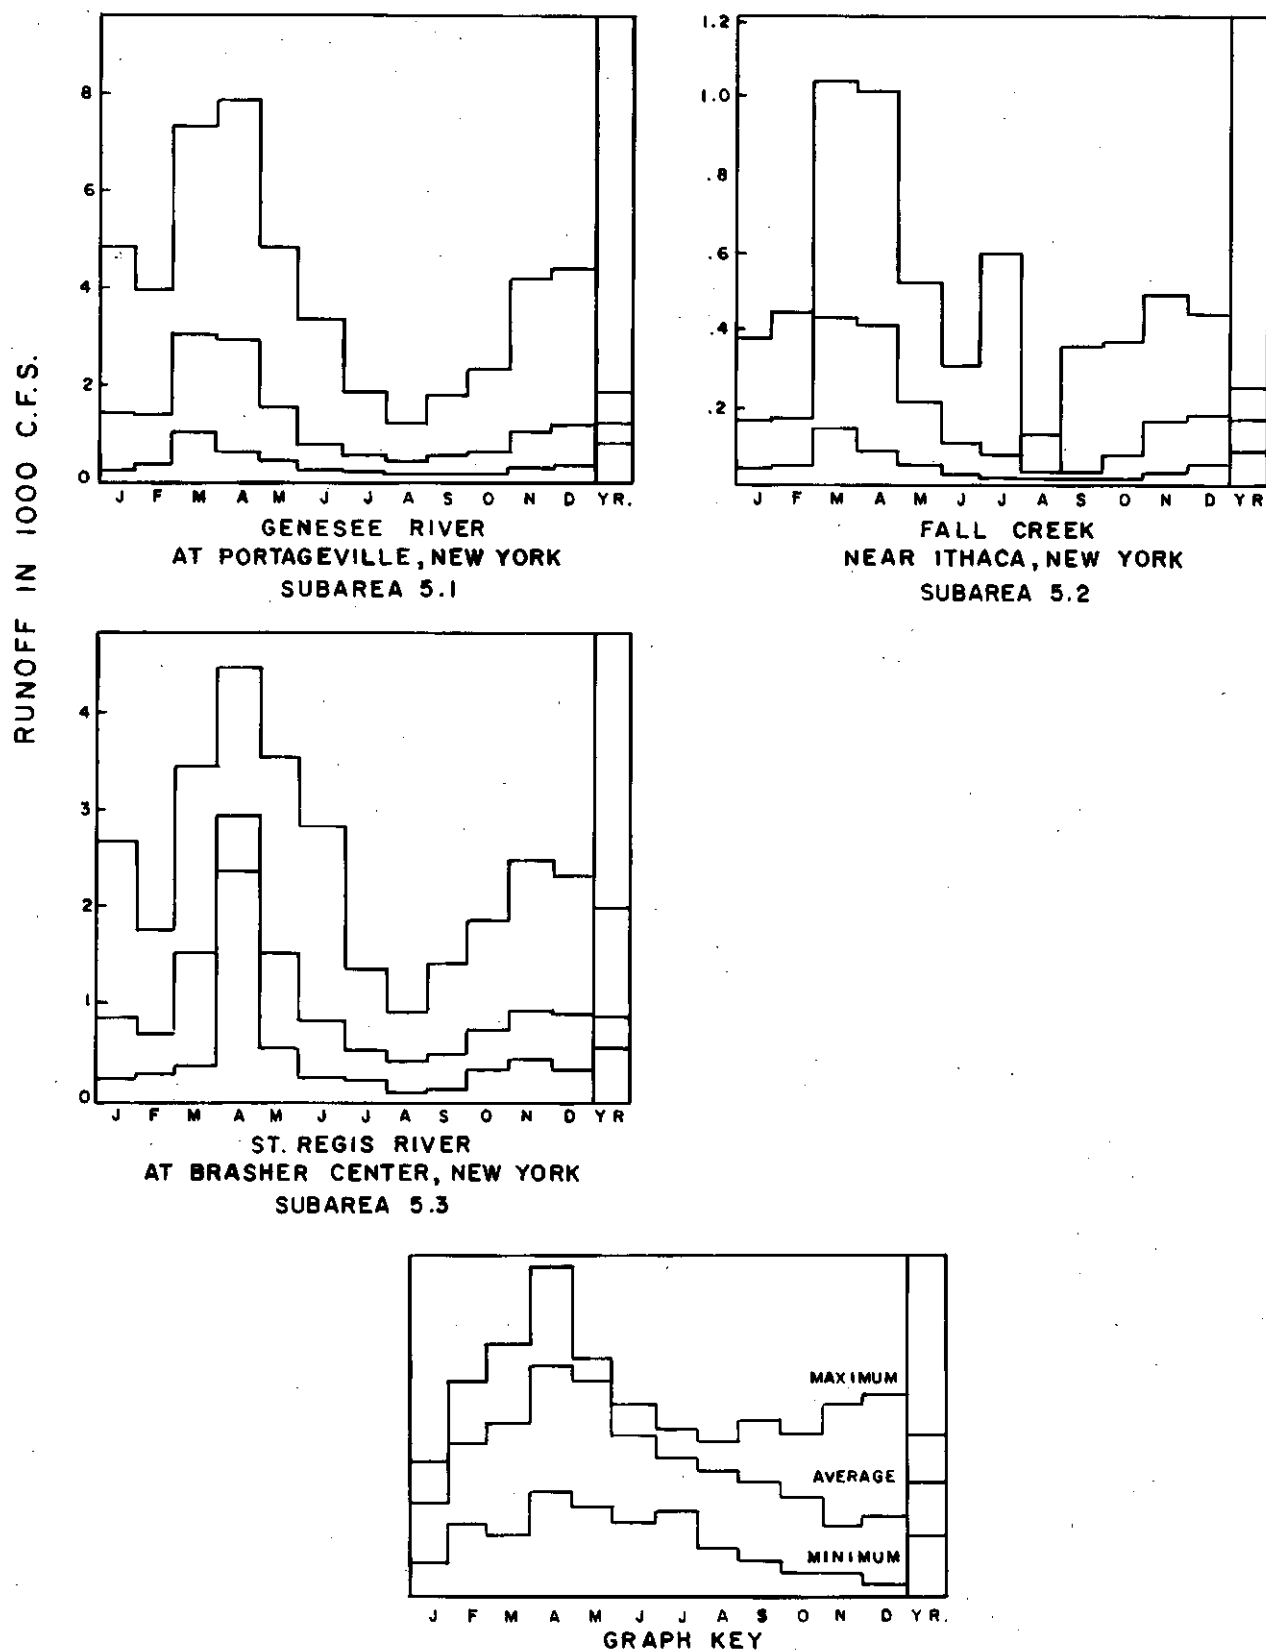 RUNOFF IN 1000 C.F.S.
8
6
4
2
0
J F M A M J J A S O N D YR.
GENESEE RIVER
AT PORTAGEVILLE, NEW YORK
SUBAREA 5.1
1.2
1.0
.8
.6
.4
.2
J F M A M J J A S O N D YR
FALL CREEK
NEAR ITHACA, NEW YORK
SUBAREA 5.2
4
3
2
1
0
J F M A M J J A S O N D YR
ST. REGIS RIVER
AT BRASHER CENTER, NEW YORK
SUBAREA 5.3
MAXIMUM
AVERAGE
MINIMUM
J F M A M J J A S O N D YR.
GRAPH KEY